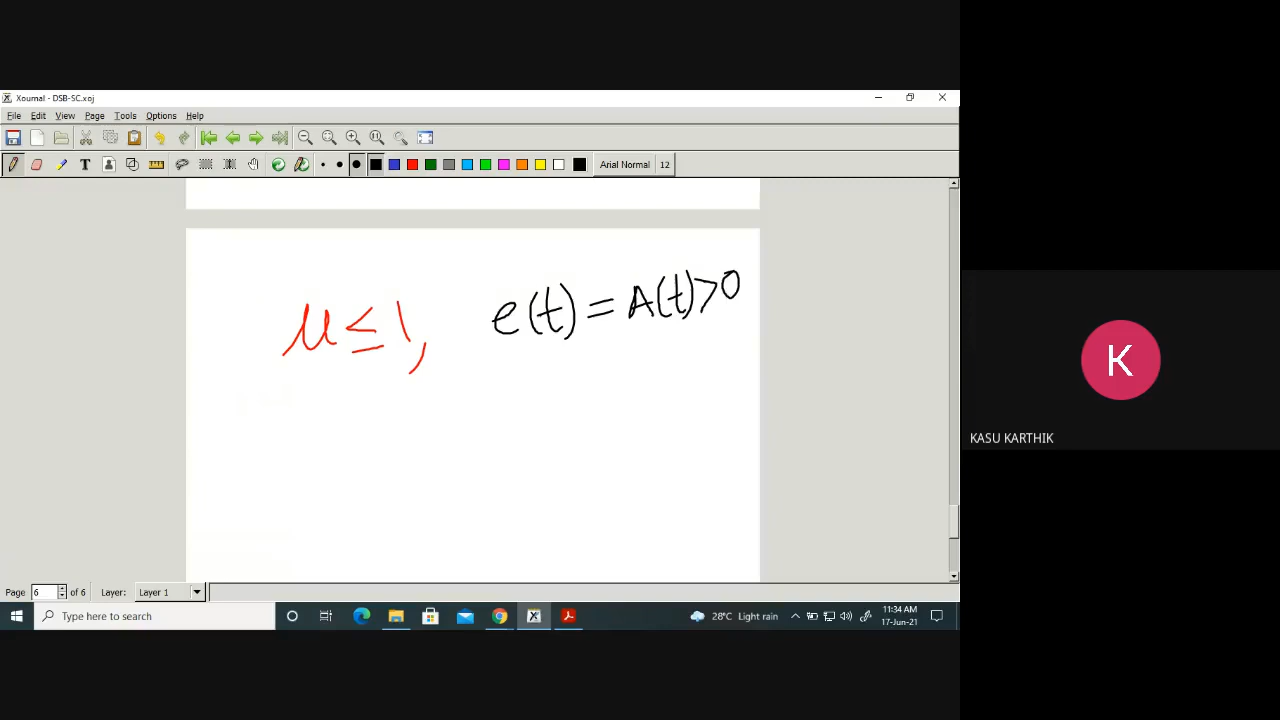 Xournal - DSB-SC.xoj
File Edit View Page Tools Options Help
T Arial Normal 12
μ ≤ 1, e(t) = A(t) > 0
K
KASU KARTHIK
Page 6 of 6 Layer: Layer 1
Type here to search 28°C Light rain 11:34 AM
17-Jun-21